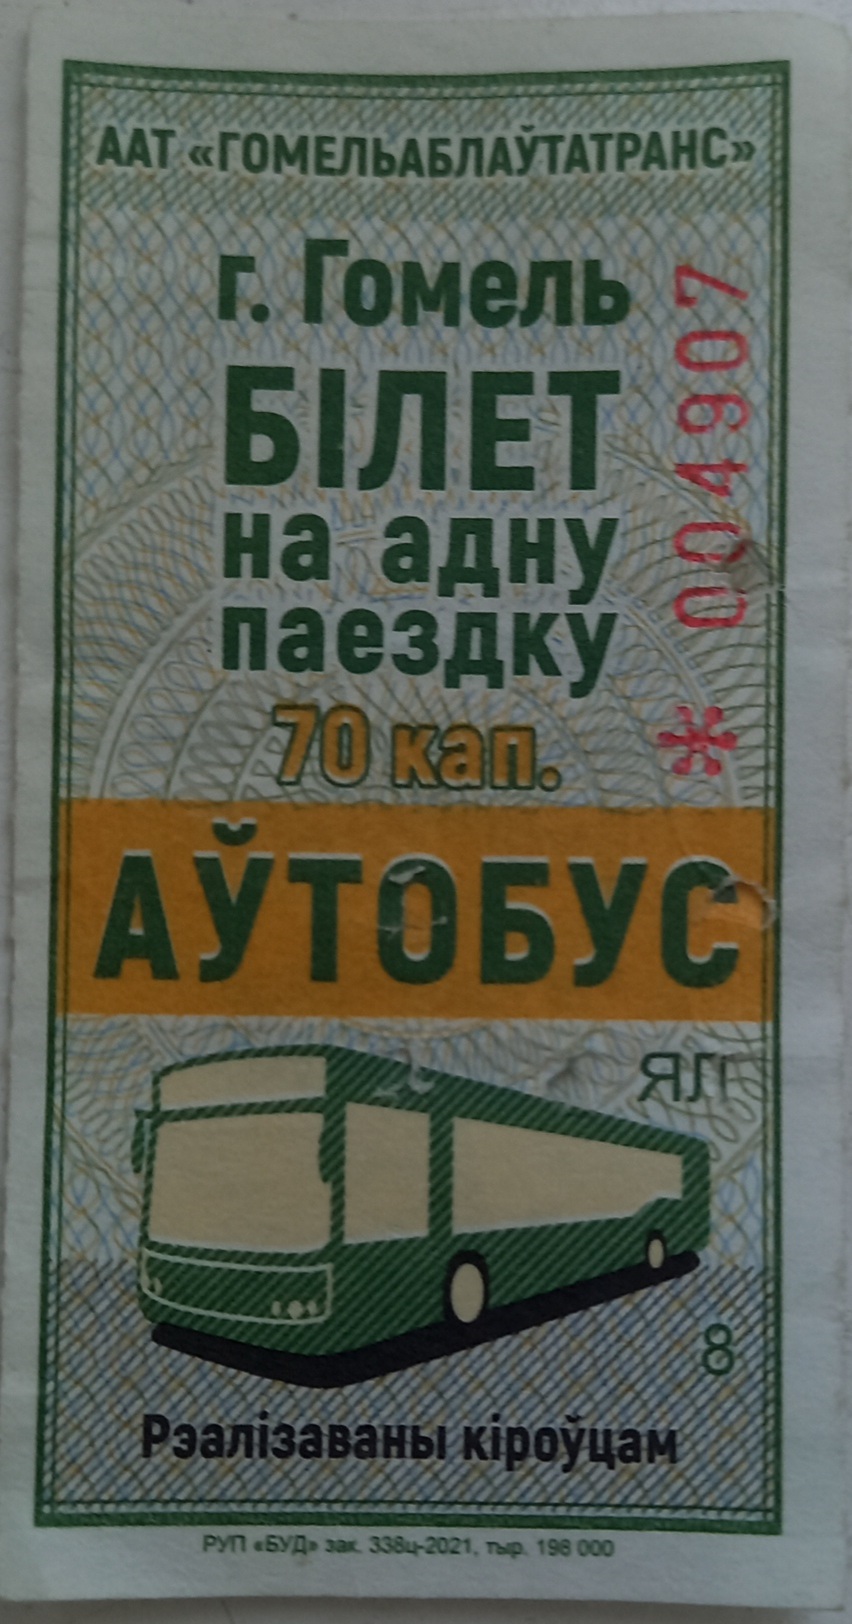 ААТ «ГОМЕЛЬАБЛАЎТАТРАНС»
г. Гомель
БІЛЕТ
на адну
паездку
70 кап.
* 004907
АЎТОБУС
ЯЛ
8
Рэалізаваны кіроўцам
РУП «БУД» зак. 338ц-2021, тыр. 198 000